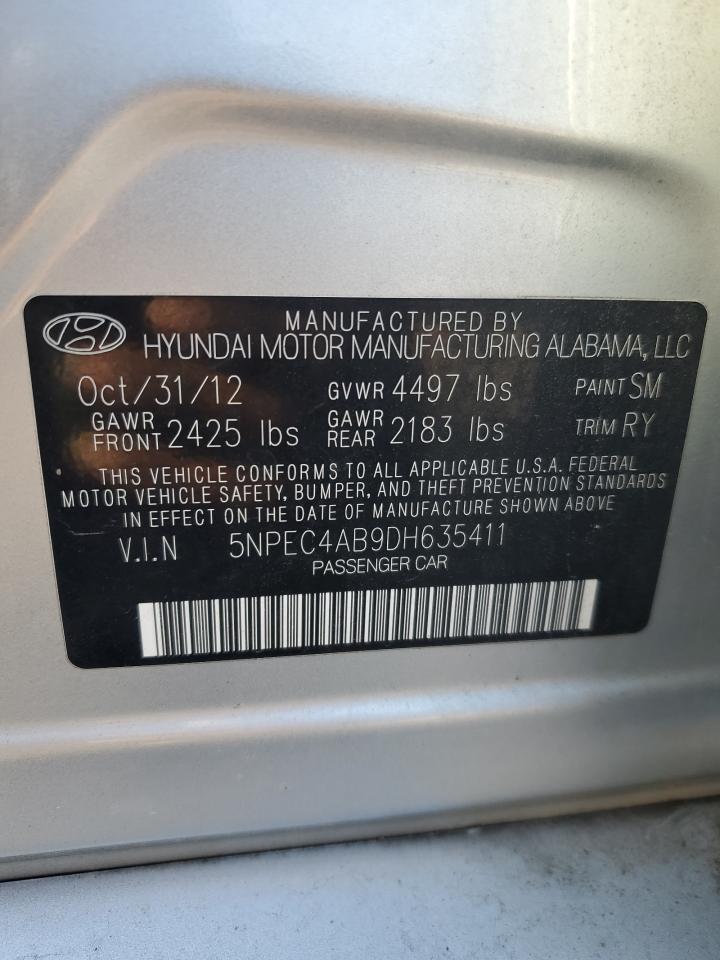 MANUFACTURED BY
HYUNDAI MOTOR MANUFACTURING ALABAMA, LLC
Oct/31/12 GVWR 4497 lbs PAINT SM
GAWR FRONT 2425 lbs GAWR REAR 2183 lbs TRIM RY
THIS VEHICLE CONFORMS TO ALL APPLICABLE U.S.A. FEDERAL
MOTOR VEHICLE SAFETY, BUMPER, AND THEFT PREVENTION STANDARDS
IN EFFECT ON THE DATE OF MANUFACTURE SHOWN ABOVE
V.I.N 5NPEC4AB9DH635411
PASSENGER CAR